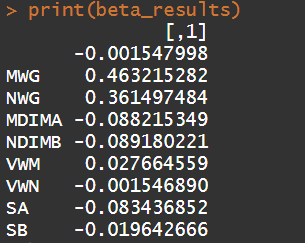 > print(beta_results)
[,1]
-0.001547998
MWG 0.463215282
NWG 0.361497484
MDIMA -0.088215349
NDIMB -0.089180221
VWM 0.027664559
VWN -0.001546890
SA -0.083436852
SB -0.019642666